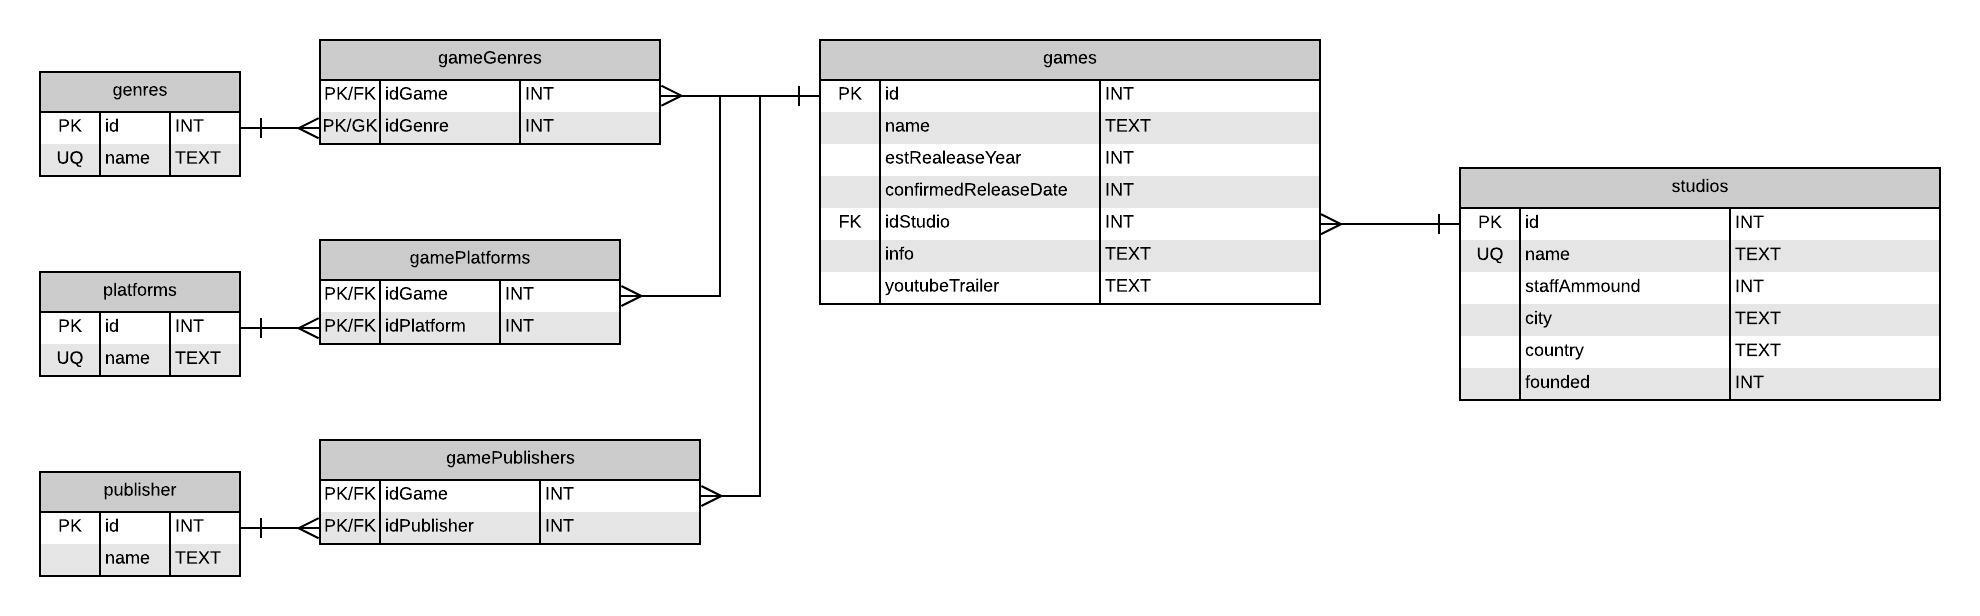 genres
PK id INT
UQ name TEXT
gameGenres
PK/FK idGame INT
PK/GK idGenre INT
platforms
PK id INT
UQ name TEXT
gamePlatforms
PK/FK idGame INT
PK/FK idPlatform INT
publisher
PK id INT
name TEXT
gamePublishers
PK/FK idGame INT
PK/FK idPublisher INT
games
PK id INT
name TEXT
estRealeaseYear INT
confirmedReleaseDate INT
FK idStudio INT
info TEXT
youtubeTrailer TEXT
studios
PK id INT
UQ name TEXT
staffAmmound INT
city TEXT
country TEXT
founded INT